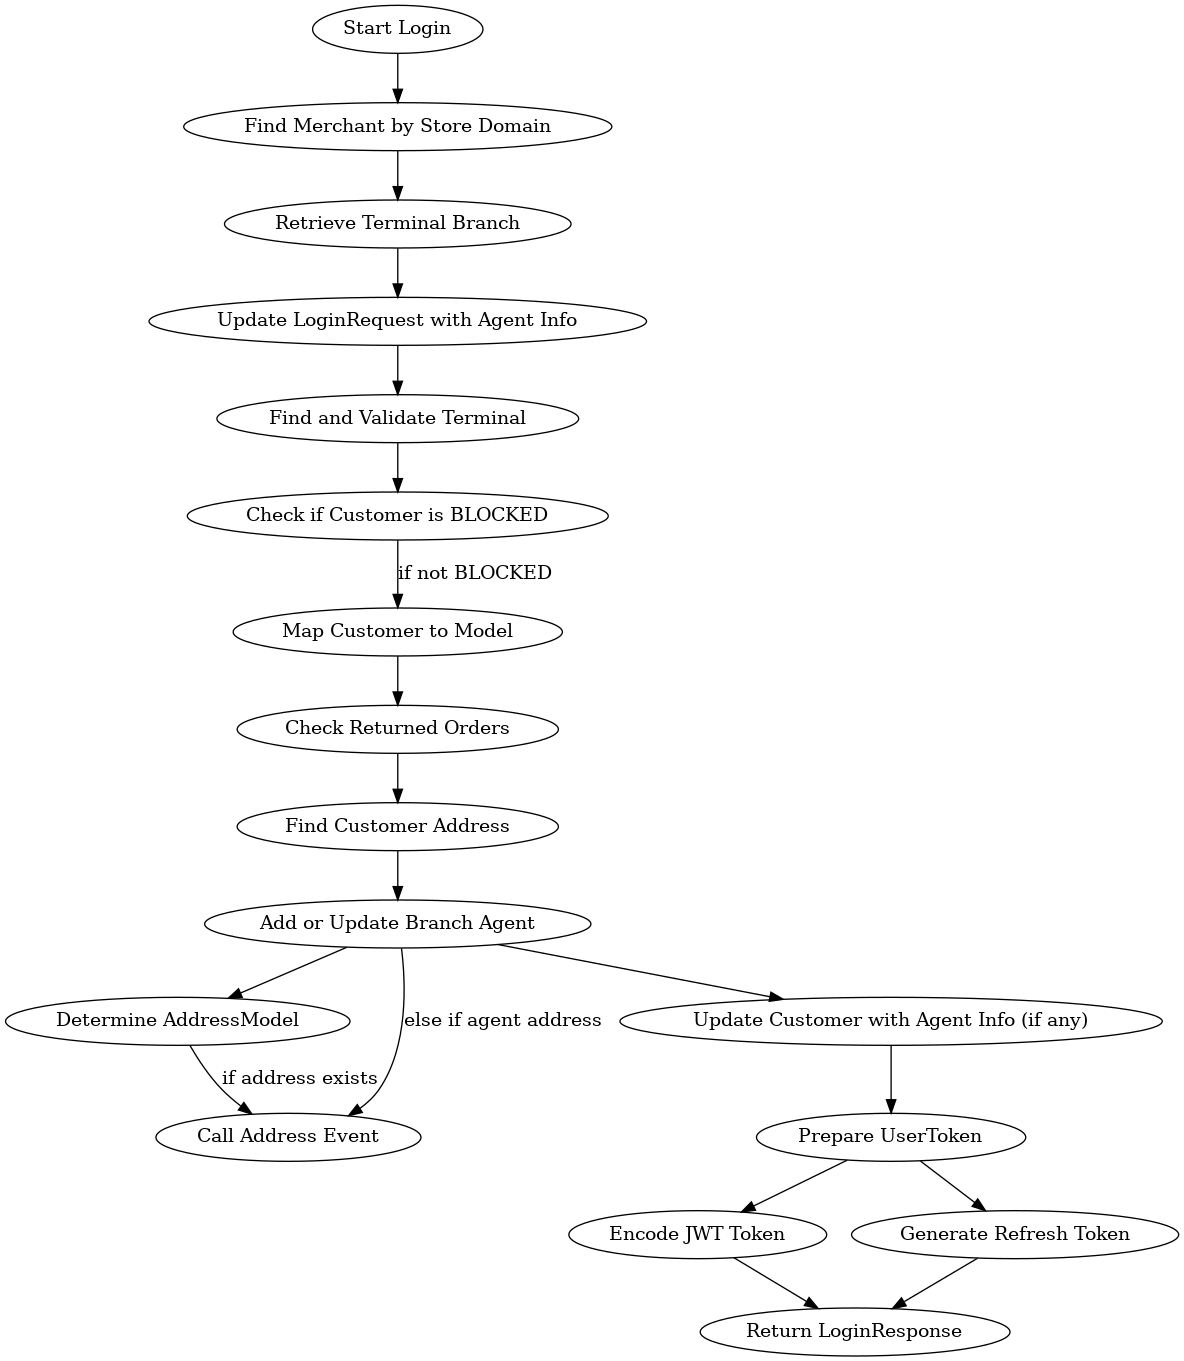 Start Login
Find Merchant by Store Domain
Retrieve Terminal Branch
Update LoginRequest with Agent Info
Find and Validate Terminal
Check if Customer is BLOCKED
if not BLOCKED
Map Customer to Model
Check Returned Orders
Find Customer Address
Add or Update Branch Agent
Determine AddressModel
else if agent address
Update Customer with Agent Info (if any)
if address exists
Call Address Event
Prepare UserToken
Encode JWT Token
Generate Refresh Token
Return LoginResponse